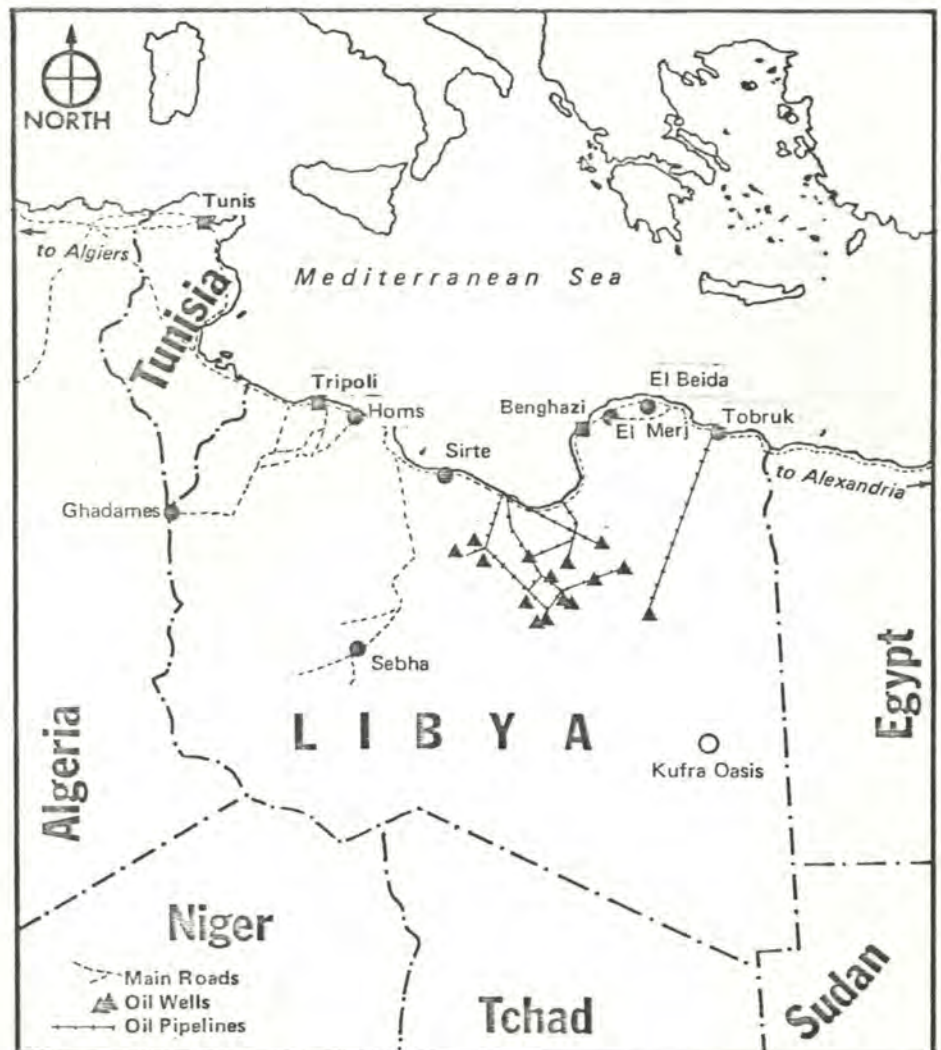 NORTH
Tunis
to Algiers
Mediterranean Sea
Tunisia
Tripoli
Homs
El Beida
Benghazi
El Merj
Tobruk
Sirte
to Alexandria
Ghadames
Sebha
Egypt
LIBYA
Kufra Oasis
Algeria
Niger
Main Roads
Oil Wells
Oil Pipelines
Tchad
Sudan